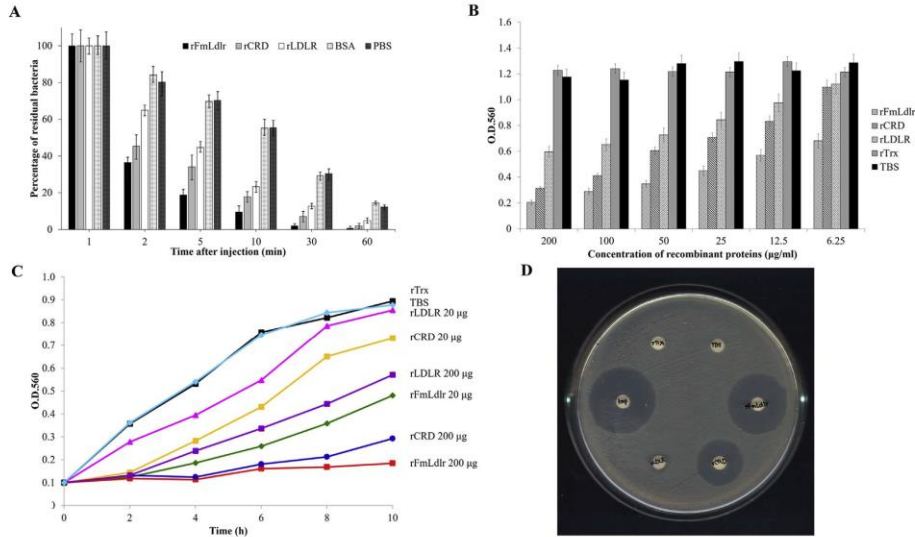 A
Percentage of residual bacteria
100
80
60
40
20
0
rFmLdlr
rCRD
rLDLR
BSA
PBS
1
2
5
10
30
60
Time after injection (min)
B
O.D.560
1.6
1.4
1.2
1.0
0.8
0.6
0.4
0.2
0
rFmLdlr
rCRD
rLDLR
rTrx
TBS
200
100
50
25
12.5
6.25
Concentration of recombinant proteins (µg/ml)
C
O.D.560
1.0
0.9
0.8
0.7
0.6
0.5
0.4
0.3
0.2
0.1
0
2
4
6
8
10
Time (h)
rTrx
TBS
rLDLR 20 µg
rCRD 20 µg
rLDLR 200 µg
rFmLdlr 20 µg
rCRD 200 µg
rFmLdlr 200 µg
D
rTrx
TBS
rFmLdlr